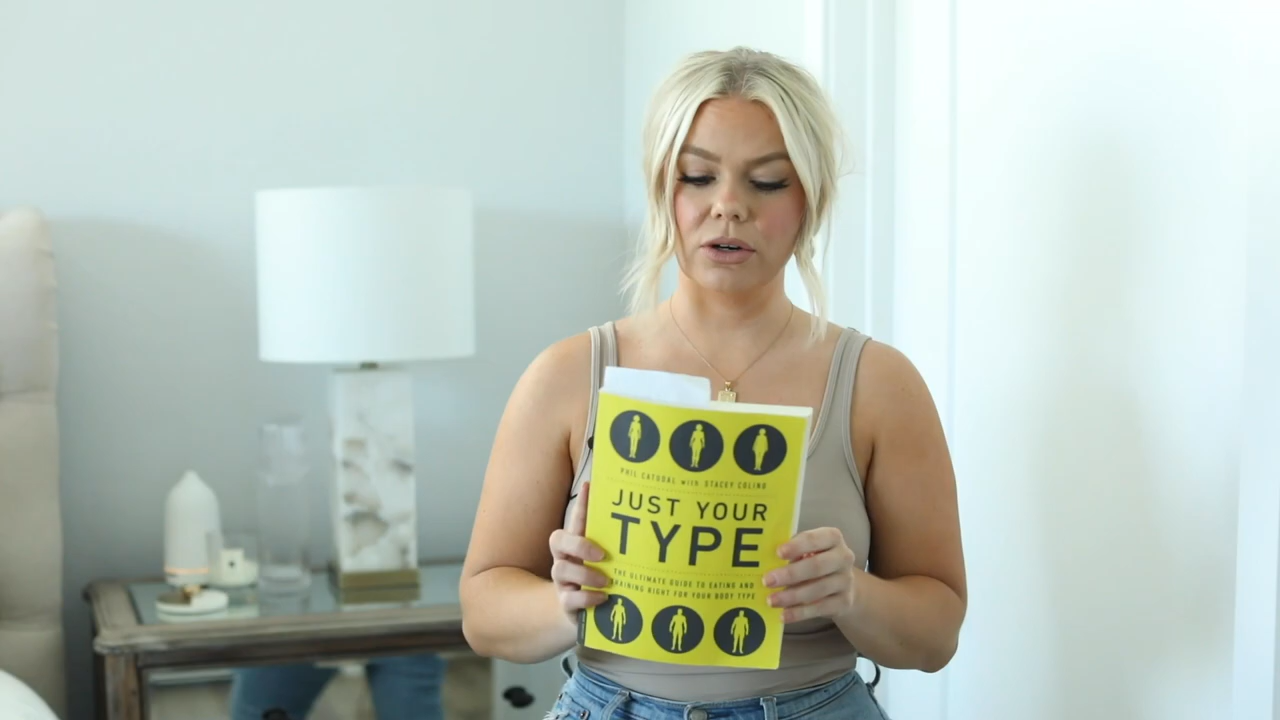 PHIL CATUDAL with STACEY COLINO
JUST YOUR
TYPE
THE ULTIMATE GUIDE TO EATING AND
TRAINING RIGHT FOR YOUR BODY TYPE